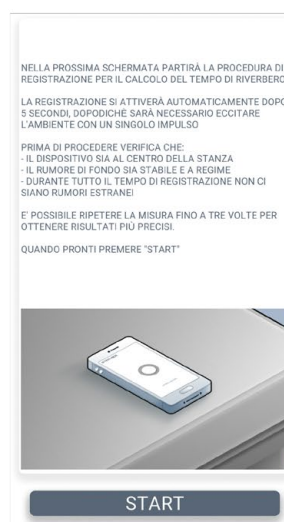 NELLA PROSSIMA SCHERMATA PARTIRÀ LA PROCEDURA DI
REGISTRAZIONE PER IL CALCOLO DEL TEMPO DI RIVERBERO
LA REGISTRAZIONE SI ATTIVERÀ AUTOMATICAMENTE DOPO
5 SECONDI, DOPODICHÈ SARÀ NECESSARIO ECCITARE
L'AMBIENTE CON UN SINGOLO IMPULSO
PRIMA DI PROCEDERE VERIFICA CHE:
- IL DISPOSITIVO SIA AL CENTRO DELLA STANZA
- IL RUMORE DI FONDO SIA STABILE E A REGIME
- DURANTE TUTTO IL TEMPO DI REGISTRAZIONE NON CI
SIANO RUMORI ESTRANEI
E' POSSIBILE RIPETERE LA MISURA FINO A TRE VOLTE PER
OTTENERE RISULTATI PIÙ PRECISI.
QUANDO PRONTI PREMERE "START"
START